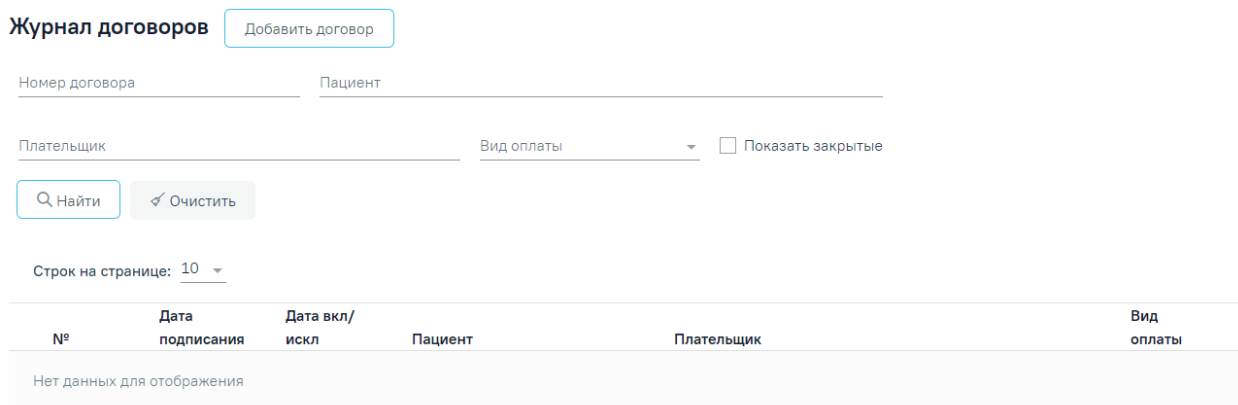 Журнал договоров Добавить договор
Номер договора Пациент
Плательщик Вид оплаты Показать закрытые
Найти Очистить
Строк на странице: 10
№ Дата подписания Дата вкл/искл Пациент Плательщик Вид оплаты
Нет данных для отображения